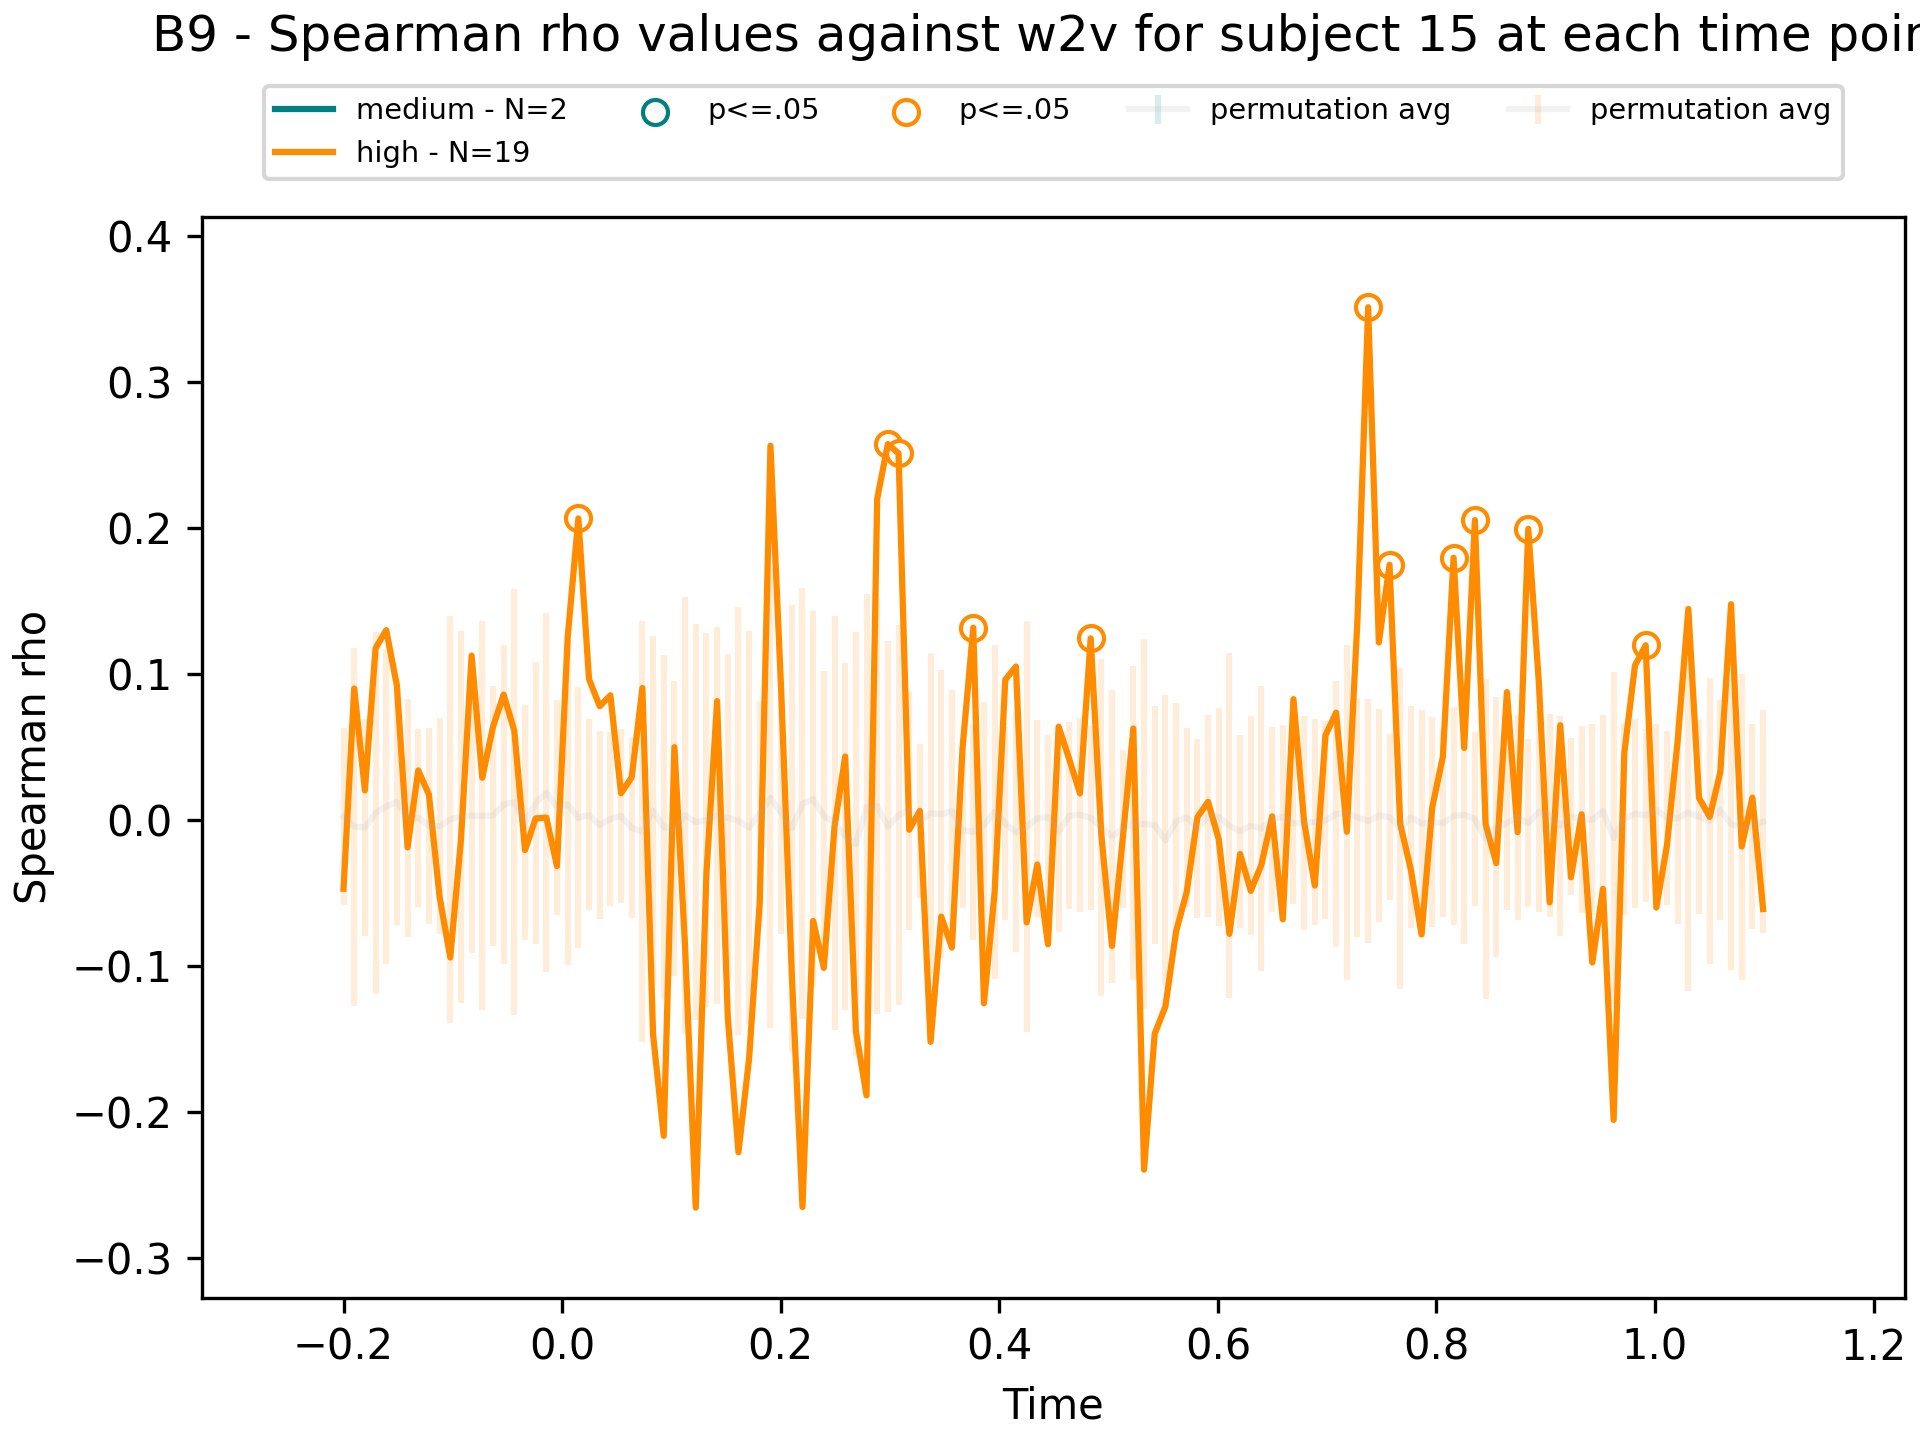 B9 - Spearman rho values against w2v for subject 15 at each time poin
medium - N=2
high - N=19
p<=.05
p<=.05
permutation avg
permutation avg
0.4
0.3
0.2
0.1
0.0
−0.1
−0.2
−0.3
Spearman rho
−0.2 0.0 0.2 0.4 0.6 0.8 1.0 1.2
Time